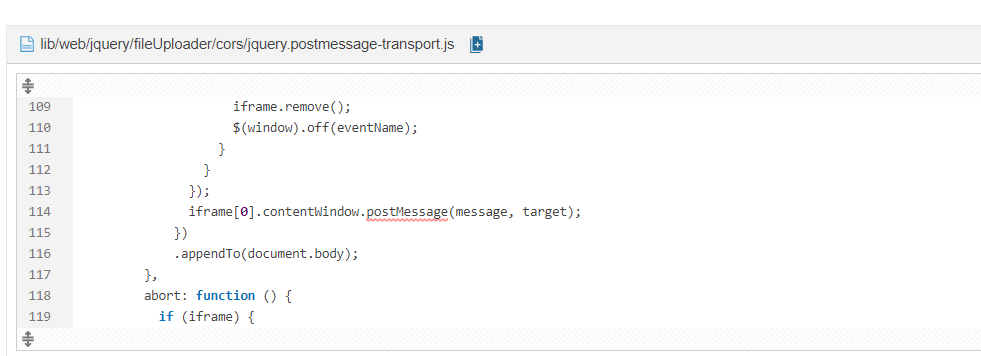 lib/web/jquery/fileUploader/cors/jquery.postmessage-transport.js
109 iframe.remove();
110 $(window).off(eventName);
111 }
112 }
113 });
114 iframe[0].contentWindow.postMessage(message, target);
115 })
116 .appendTo(document.body);
117 },
118 abort: function () {
119 if (iframe) {